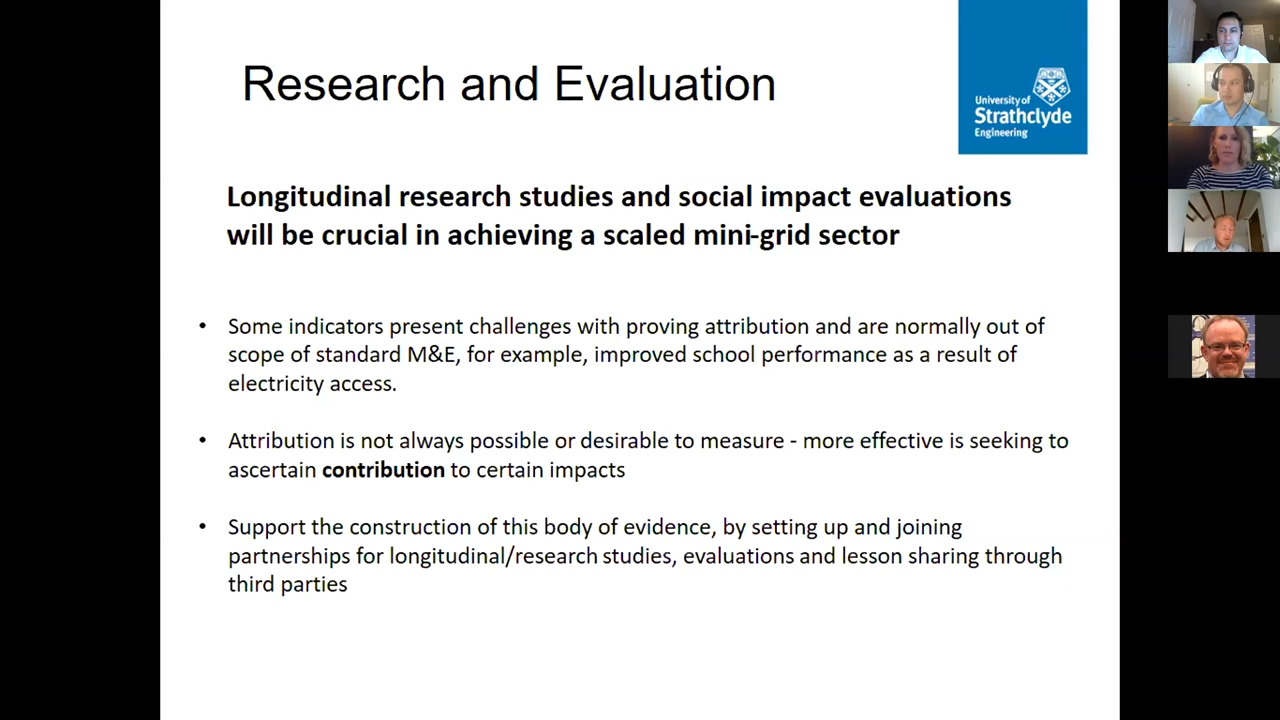 Research and Evaluation
University of
Strathclyde
Engineering
Longitudinal research studies and social impact evaluations
will be crucial in achieving a scaled mini-grid sector
• Some indicators present challenges with proving attribution and are normally out of
scope of standard M&E, for example, improved school performance as a result of
electricity access.
• Attribution is not always possible or desirable to measure - more effective is seeking to
ascertain contribution to certain impacts
• Support the construction of this body of evidence, by setting up and joining
partnerships for longitudinal/research studies, evaluations and lesson sharing through
third parties